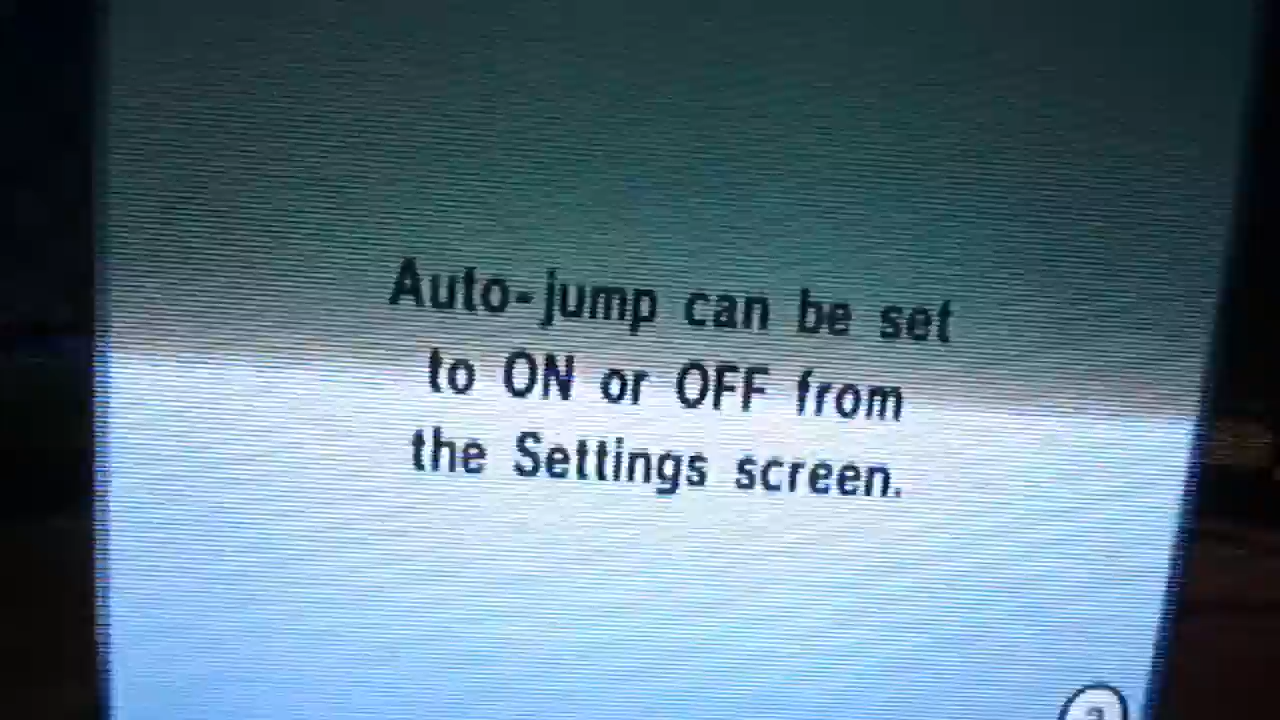 Auto-jump can be set
to ON or OFF from
the Settings screen.